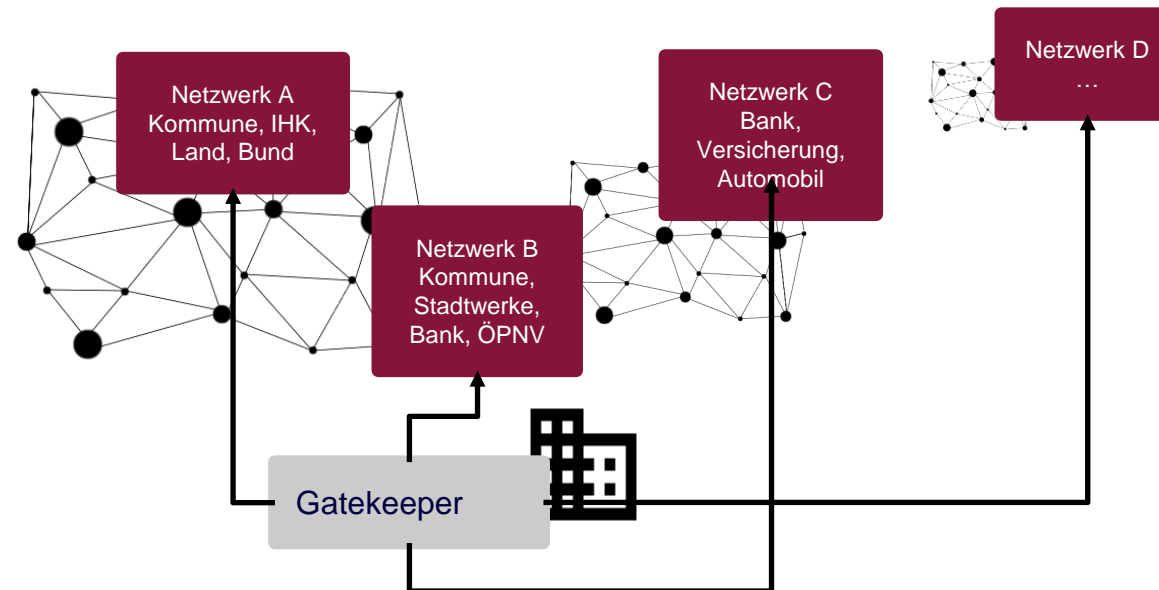 Netzwerk A
Kommune, IHK,
Land, Bund
Netzwerk B
Kommune,
Stadtwerke,
Bank, ÖPNV
Netzwerk C
Bank,
Versicherung,
Automobil
Netzwerk D
…
Gatekeeper